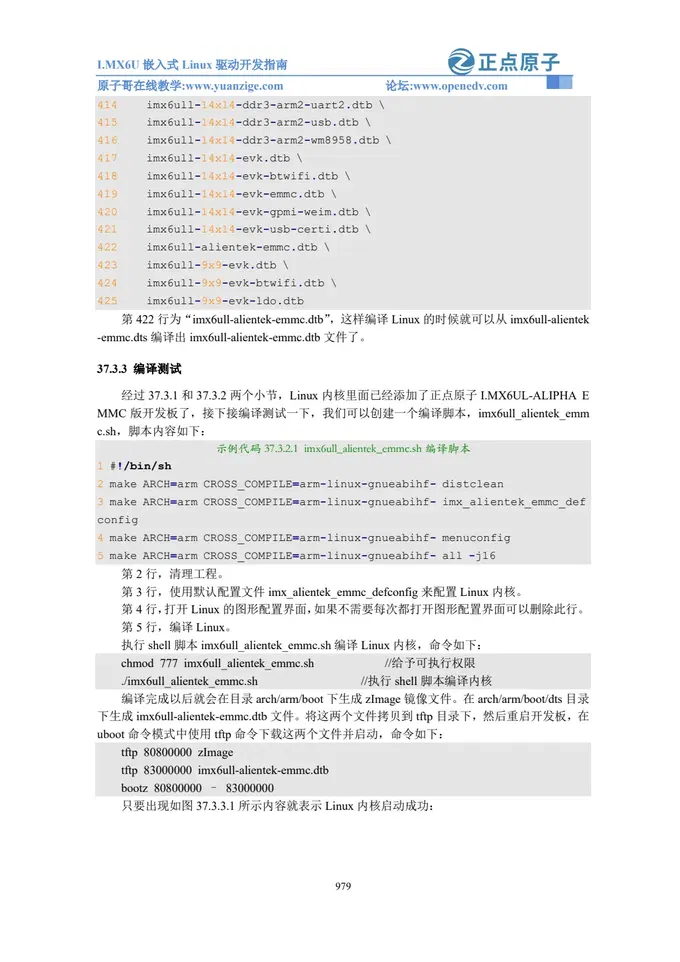 I.MX6U 嵌入式 Linux 驱动开发指南
正点原子
原子哥在线教学:www.yuanzige.com 论坛:www.openedv.com
414 imx6ull-14x14-ddr3-arm2-uart2.dtb \
415 imx6ull-14x14-ddr3-arm2-usb.dtb \
416 imx6ull-14x14-ddr3-arm2-wm8958.dtb \
417 imx6ull-14x14-evk.dtb \
418 imx6ull-14x14-evk-btwifi.dtb \
419 imx6ull-14x14-evk-emmc.dtb \
420 imx6ull-14x14-evk-gpmi-weim.dtb \
421 imx6ull-14x14-evk-usb-certi.dtb \
422 imx6ull-alientek-emmc.dtb \
423 imx6ull-9x9-evk.dtb \
424 imx6ull-9x9-evk-btwifi.dtb \
425 imx6ull-9x9-evk-ldo.dtb
第 422 行为“imx6ull-alientek-emmc.dtb”，这样编译 Linux 的时候就可以从 imx6ull-alientek
-emmc.dts 编译出 imx6ull-alientek-emmc.dtb 文件了。
37.3.3 编译测试
经过 37.3.1 和 37.3.2 两个小节，Linux 内核里面已经添加了正点原子 I.MX6UL-ALIPHA E
MMC 版开发板了，接下接编译测试一下，我们可以创建一个编译脚本，imx6ull_alientek_emm
c.sh，脚本内容如下：
示例代码 37.3.2.1 imx6ull_alientek_emmc.sh 编译脚本
1 #!/bin/sh
2 make ARCH=arm CROSS_COMPILE=arm-linux-gnueabihf- distclean
3 make ARCH=arm CROSS_COMPILE=arm-linux-gnueabihf- imx_alientek_emmc_def
config
4 make ARCH=arm CROSS_COMPILE=arm-linux-gnueabihf- menuconfig
5 make ARCH=arm CROSS_COMPILE=arm-linux-gnueabihf- all -j16
第 2 行，清理工程。
第 3 行，使用默认配置文件 imx_alientek_emmc_defconfig 来配置 Linux 内核。
第 4 行，打开 Linux 的图形配置界面，如果不需要每次都打开图形配置界面可以删除此行。
第 5 行，编译 Linux。
执行 shell 脚本 imx6ull_alientek_emmc.sh 编译 Linux 内核，命令如下：
chmod 777 imx6ull_alientek_emmc.sh //给予可执行权限
./imx6ull_alientek_emmc.sh //执行 shell 脚本编译内核
编译完成以后就会在目录 arch/arm/boot 下生成 zImage 镜像文件。在 arch/arm/boot/dts 目录
下生成 imx6ull-alientek-emmc.dtb 文件。将这两个文件拷贝到 tftp 目录下，然后重启开发板，在
uboot 命令模式中使用 tftp 命令下载这两个文件并启动，命令如下：
tftp 80800000 zImage
tftp 83000000 imx6ull-alientek-emmc.dtb
bootz 80800000 – 83000000
只要出现如图 37.3.3.1 所示内容就表示 Linux 内核启动成功：
979